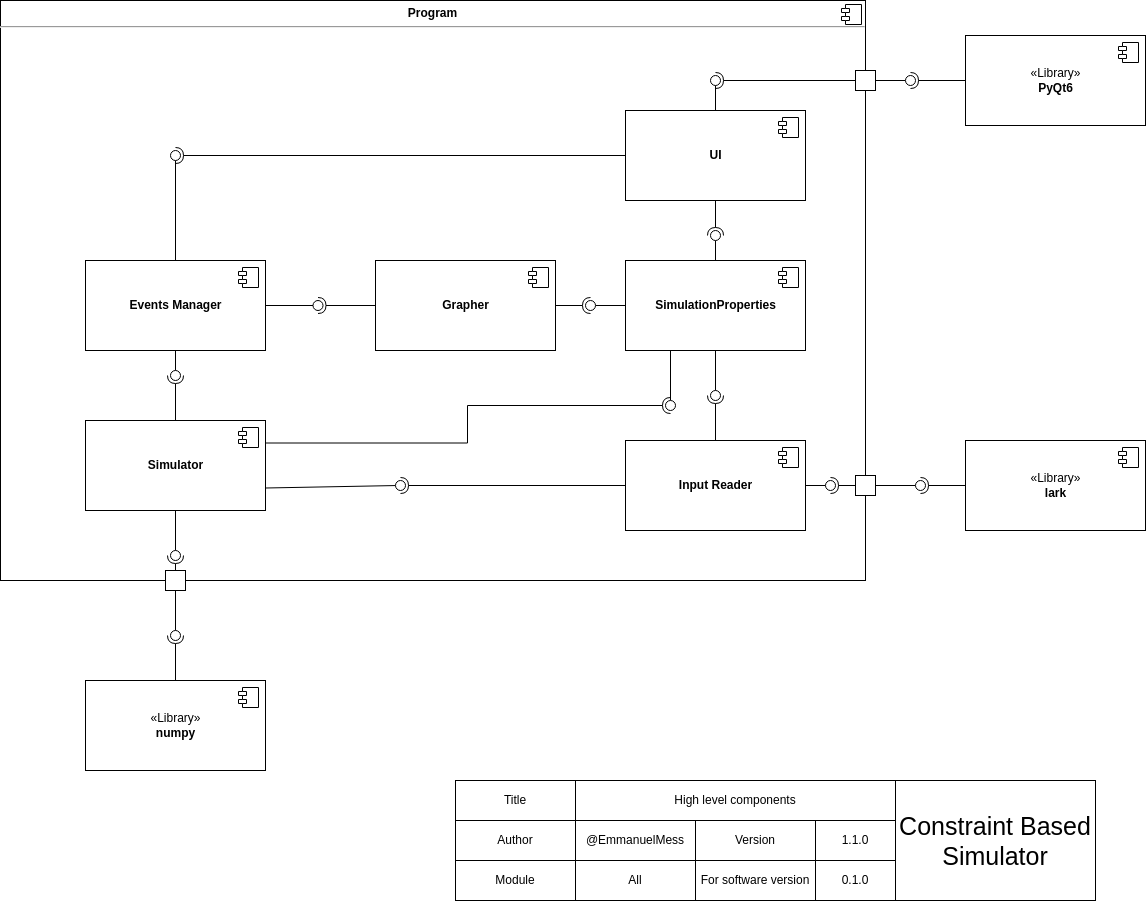 Program
«Library»
PyQt6
UI
Events Manager
Grapher
SimulationProperties
Simulator
Input Reader
«Library»
lark
«Library»
numpy
Title
High level components
Author
@EmmanuelMess
Version
1.1.0
Module
All
For software version
0.1.0
Constraint Based
Simulator